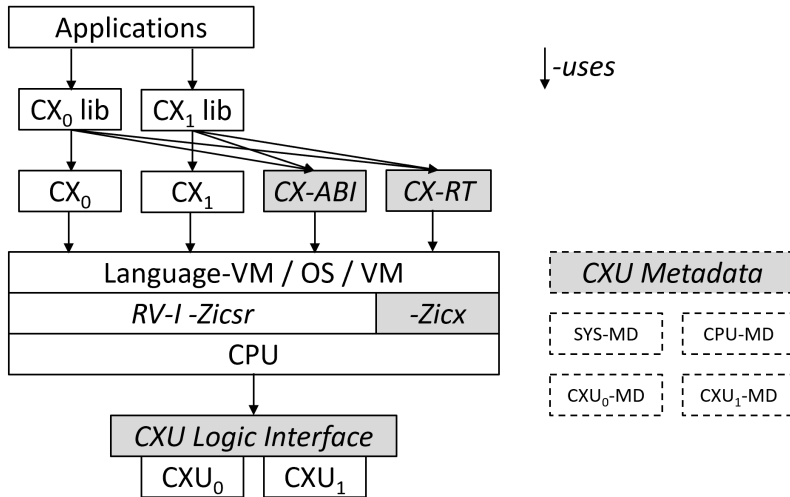 Applications
-uses
CX₀ lib CX₁ lib
CX₀ CX₁ CX-ABI CX-RT
Language-VM / OS / VM
CXU Metadata
RV-I -Zicsr -Zicx
SYS-MD CPU-MD
CPU
CXU₀-MD CXU₁-MD
CXU Logic Interface
CXU₀ CXU₁